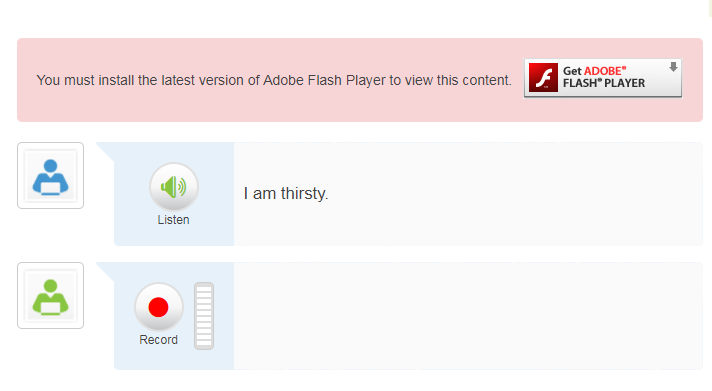 You must install the latest version of Adobe Flash Player to view this content.
Get ADOBE®
FLASH® PLAYER
I am thirsty.
Listen
Record